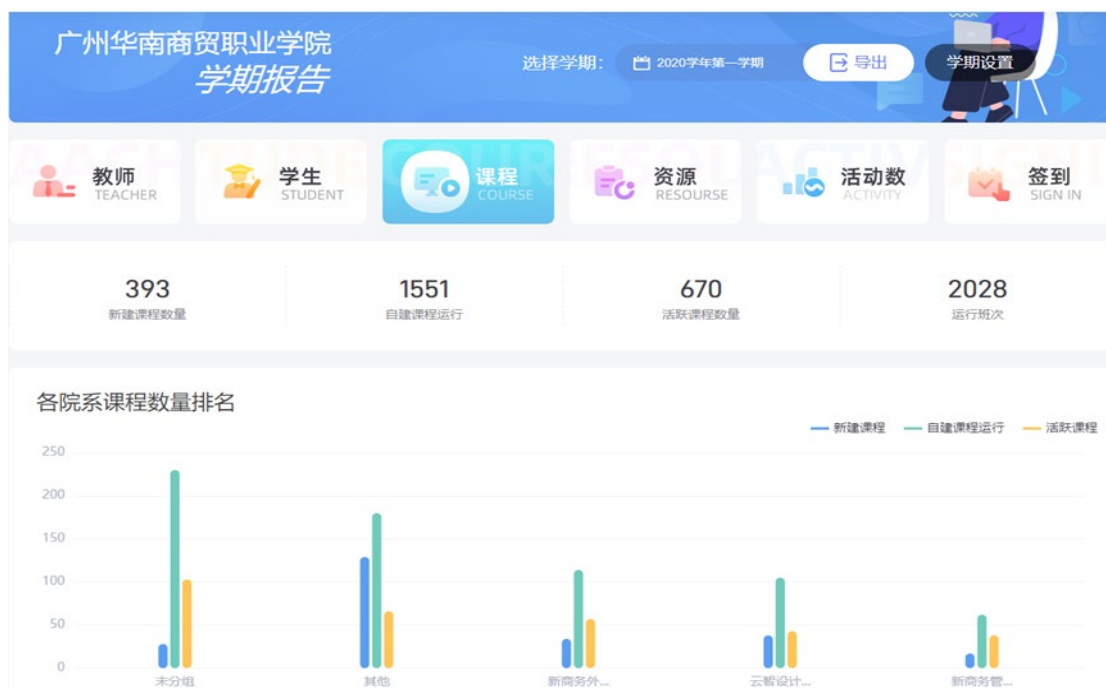 广州华南商贸职业学院
学期报告
选择学期: 2020学年第一学期 导出 学期设置
教师
TEACHER
学生
STUDENT
课程
COURSE
资源
RESOURSE
活动数
ACTIVITY
签到
SIGN IN
393
新建课程数量
1551
自建课程运行
670
活跃课程数量
2028
运行班次
各院系课程数量排名
新建课程 自建课程运行 活跃课程
250
200
150
100
50
0
未分组 其他 新商务外... 云智设计... 新商务管...